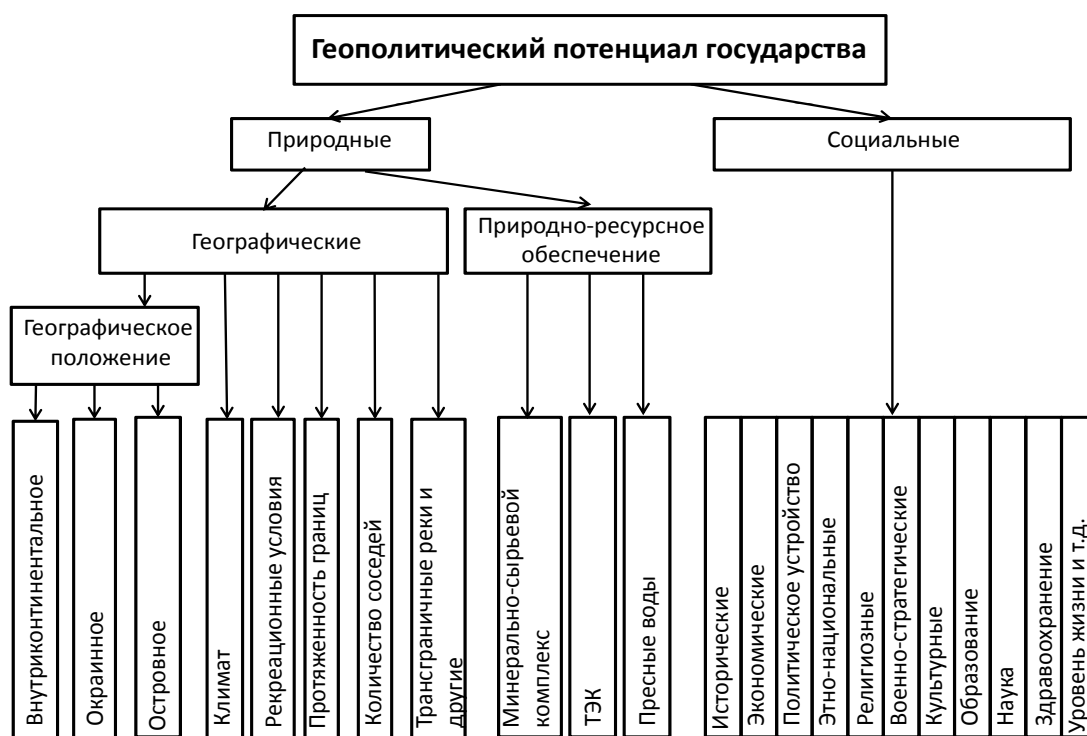 Геополитический потенциал государства
Природные
Социальные
Географические
Природно-ресурсное
обеспечение
Географическое
положение
Внутриконтинентальное
Окраинное
Островное
Климат
Рекреационные условия
Протяженность границ
Количество соседей
Трансграничные реки и
другие
Минерально-сырьевой
комплекс
ТЭК
Пресные воды
Исторические
Экономические
Политическое устройство
Этно-национальные
Религиозные
Военно-стратегические
Культурные
Образование
Наука
Здравоохранение
Уровень жизни и т.д.